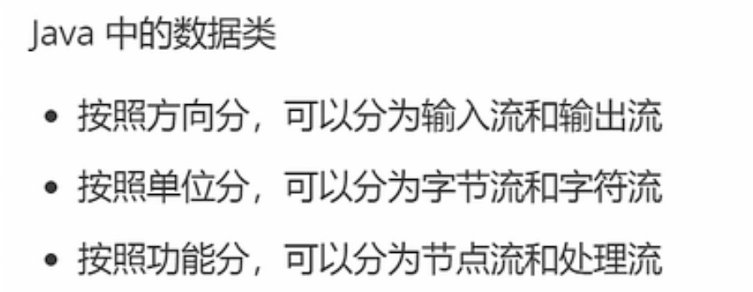 Java 中的数据类
• 按照方向分，可以分为输入流和输出流
• 按照单位分，可以分为字节流和字符流
• 按照功能分，可以分为节点流和处理流